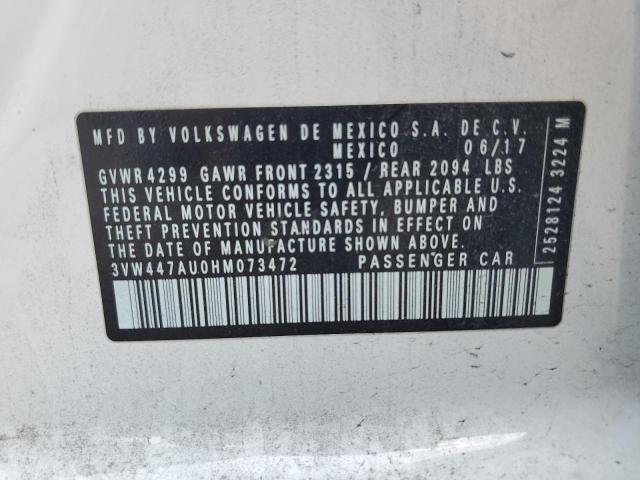 MFD BY VOLKSWAGEN DE MEXICO S.A. DE C.V.
MEXICO 06/17
GVWR 4299 GAWR FRONT 2315 / REAR 2094 LBS
THIS VEHICLE CONFORMS TO ALL APPLICABLE U.S.
FEDERAL MOTOR VEHICLE SAFETY, BUMPER AND
THEFT PREVENTION STANDARDS IN EFFECT ON
THE DATE OF MANUFACTURE SHOWN ABOVE.
3VW447AU0HM073472 PASSENGER CAR
2528124 3224 M